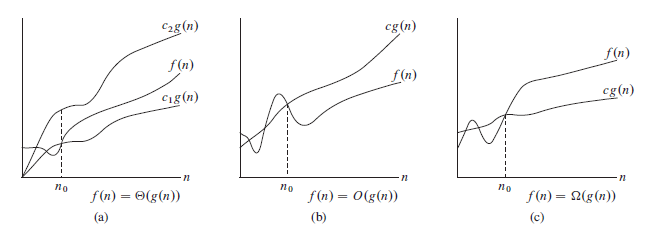 c₂g(n)
f(n)
c₁g(n)
n
n₀
f(n) = Θ(g(n))
(a)
cg(n)
f(n)
n
n₀
f(n) = O(g(n))
(b)
f(n)
cg(n)
n
n₀
f(n) = Ω(g(n))
(c)